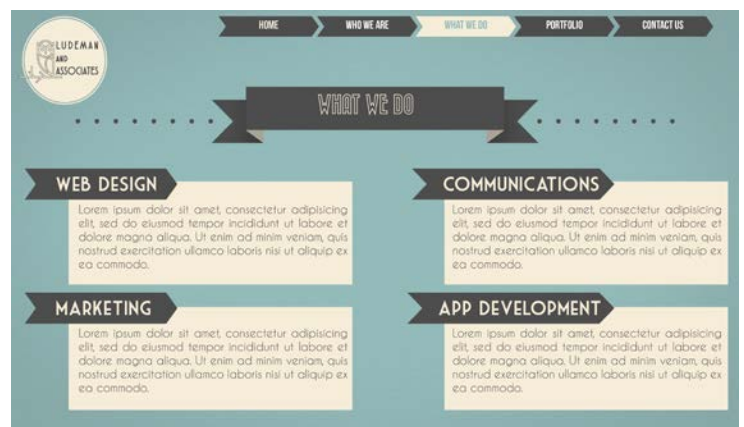 LUDEMAN
AND
ASSOCIATES
HOME
WHO WE ARE
WHAT WE DO
PORTFOLIO
CONTACT US
WHAT WE DO
WEB DESIGN
Lorem ipsum dolor sit amet, consectetur adipisicing
elit, sed do eiusmod tempor incididunt ut labore et
dolore magna aliqua. Ut enim ad minim veniam, quis
nostrud exercitation ullamco laboris nisi ut aliquip ex
ea commodo.
COMMUNICATIONS
Lorem ipsum dolor sit amet, consectetur adipisicing
elit, sed do eiusmod tempor incididunt ut labore et
dolore magna aliqua. Ut enim ad minim veniam, quis
nostrud exercitation ullamco laboris nisi ut aliquip ex
ea commodo.
MARKETING
Lorem ipsum dolor sit amet, consectetur adipisicing
elit, sed do eiusmod tempor incididunt ut labore et
dolore magna aliqua. Ut enim ad minim veniam, quis
nostrud exercitation ullamco laboris nisi ut aliquip ex
ea commodo.
APP DEVELOPMENT
Lorem ipsum dolor sit amet, consectetur adipisicing
elit, sed do eiusmod tempor incididunt ut labore et
dolore magna aliqua. Ut enim ad minim veniam, quis
nostrud exercitation ullamco laboris nisi ut aliquip ex
ea commodo.